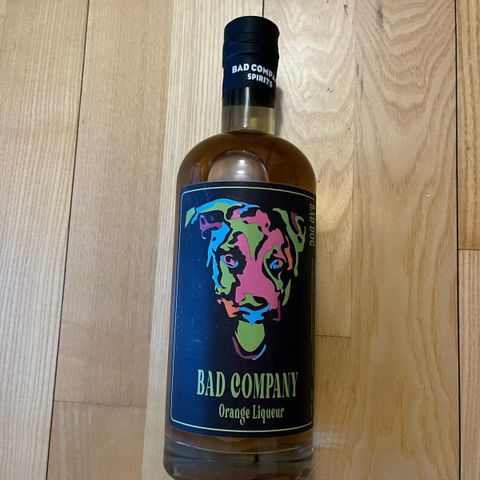 BAD COMPANY
SPIRITS
BAD DOG
BAD COMPANY
Orange Liqueur